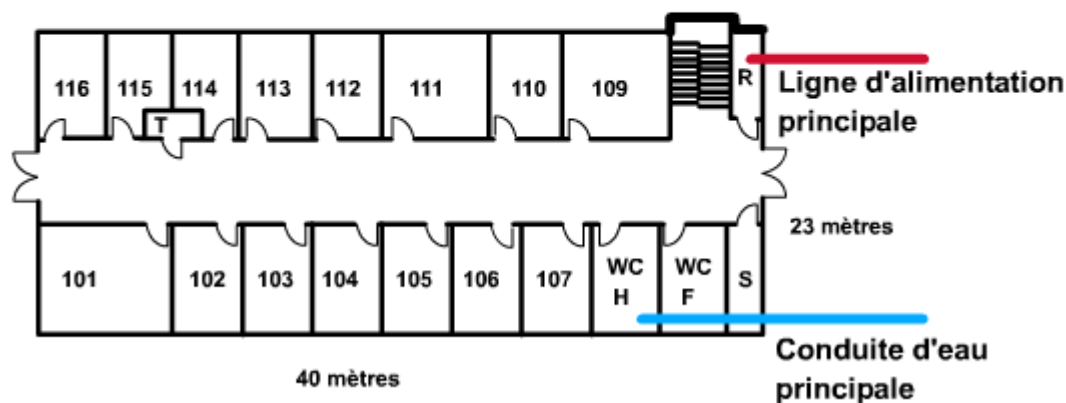 116 115 114 113 112 111 110 109 R
T
Ligne d'alimentation
principale
23 mètres
101 102 103 104 105 106 107 WC H WC F S
Conduite d'eau
principale
40 mètres